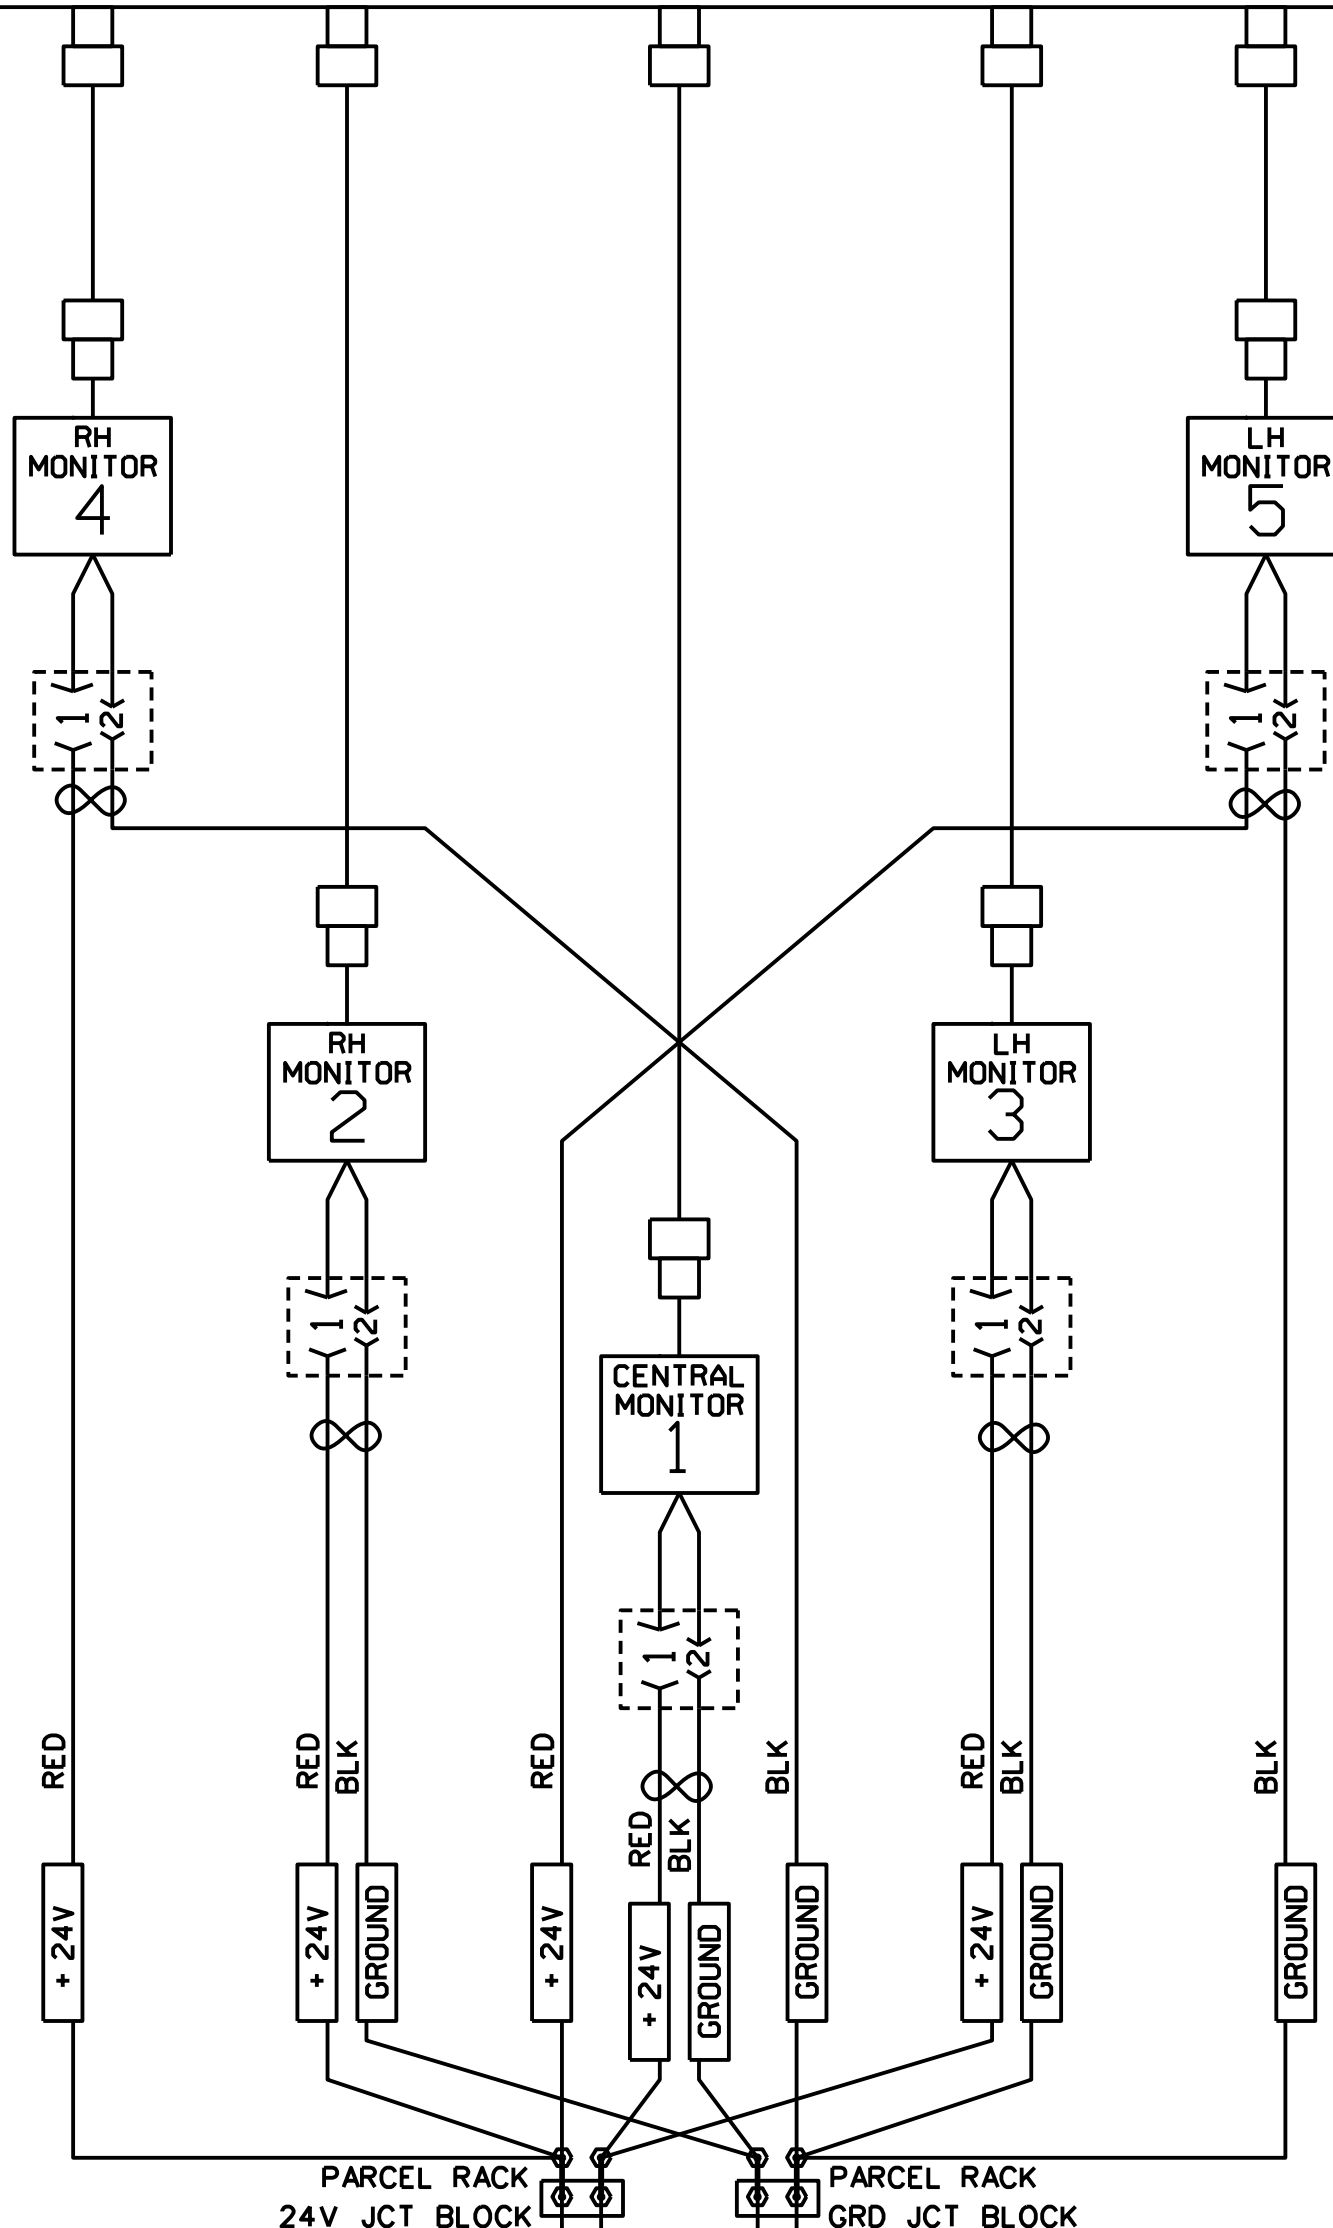 RH
MONITOR
4
LH
MONITOR
5
1
2
1
2
RH
MONITOR
2
LH
MONITOR
3
1
2
1
2
CENTRAL
MONITOR
1
1
2
RED
RED
BLK
RED
RED
BLK
BLK
RED
BLK
BLK
+ 24V
+ 24V
GROUND
+ 24V
+ 24V
GROUND
GROUND
+ 24V
GROUND
GROUND
PARCEL RACK
24V JCT BLOCK
PARCEL RACK
GRD JCT BLOCK